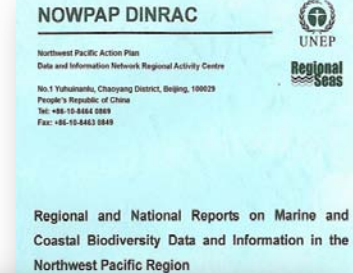 NOWPAP DINRAC
UNEP
Northwest Pacific Action Plan
Data and Information Network Regional Activity Centre
Regional
Seas
No.1 Yuhuinanlu, Chaoyang District, Beijing, 100029
People's Republic of China
Tel: +86-10-8464 0869
Fax: +86-10-8463 0849
Regional and National Reports on Marine and
Coastal Biodiversity Data and Information in the
Northwest Pacific Region